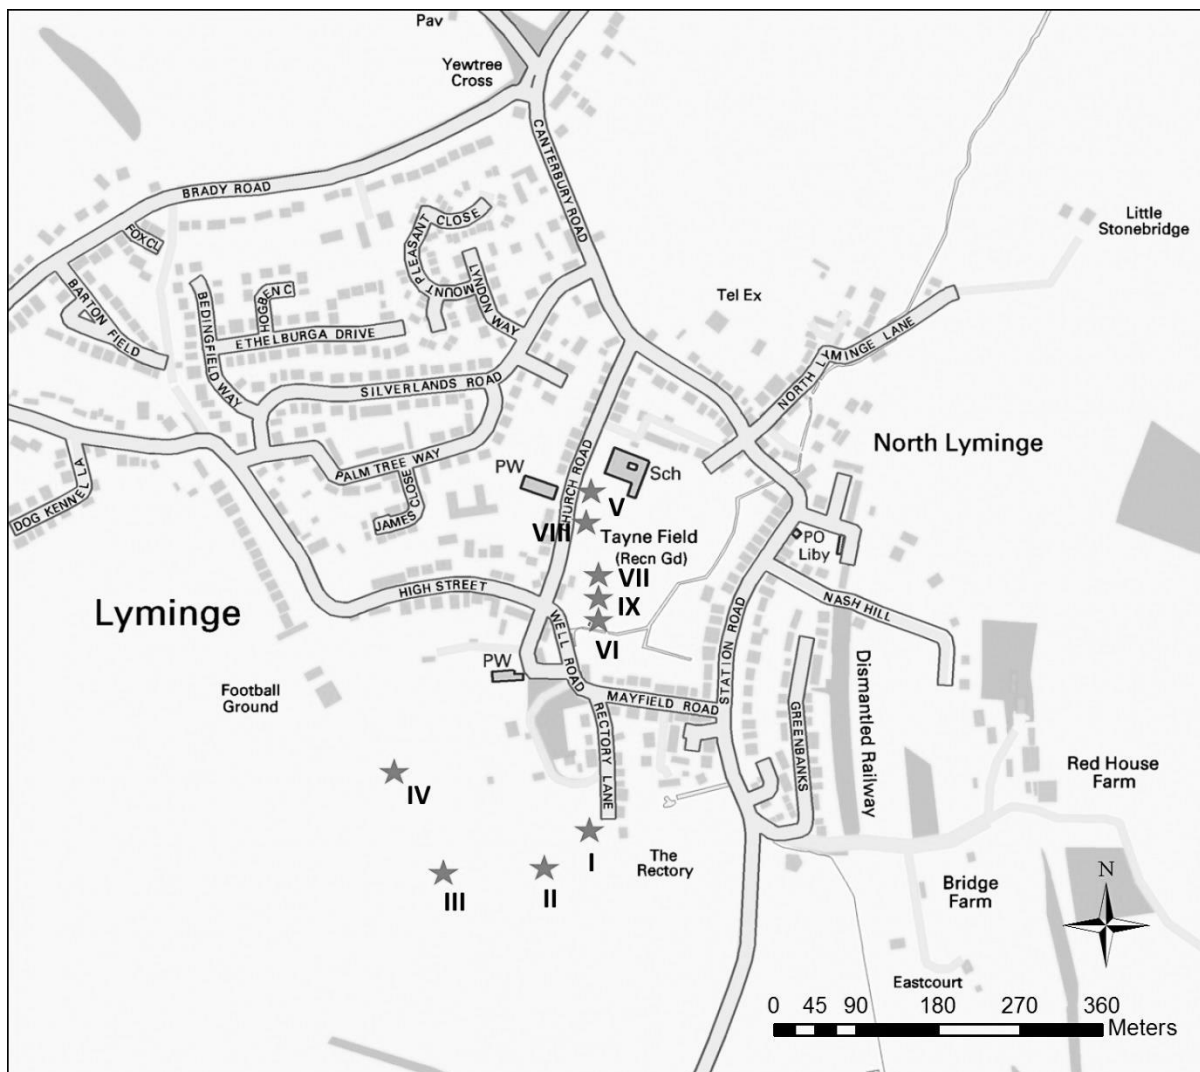 Pav
Yewtree
Cross
CANTERBURY ROAD
BRADY ROAD
FOX CL
BARTON FIELD
BEDINGFIELD WAY
HOGBEN C
ETHELBURGA DRIVE
MOUNT PLEASANT CLOSE
LYNDON WAY
SILVERLANDS ROAD
PALM TREE WAY
JAMES CLOSE
DOG KENNEL LA
Little
Stonebridge
Tel Ex
NORTH LYMINGE LANE
North Lyminge
PW
HURCH ROAD
Sch
V
VIII
Tayne Field
(Recn Gd)
VII
IX
VI
PO
Liby
HIGH STREET
Lyminge
WELL ROAD
PW
Football
Ground
MAYFIELD ROAD
RECTORY LANE
STATION ROAD
NASH HILL
GREENBANKS
Dismantled Railway
Red House
Farm
IV
I
The
Rectory
III
II
Bridge
Farm
Eastcourt
N
0 45 90 180 270 360
Meters